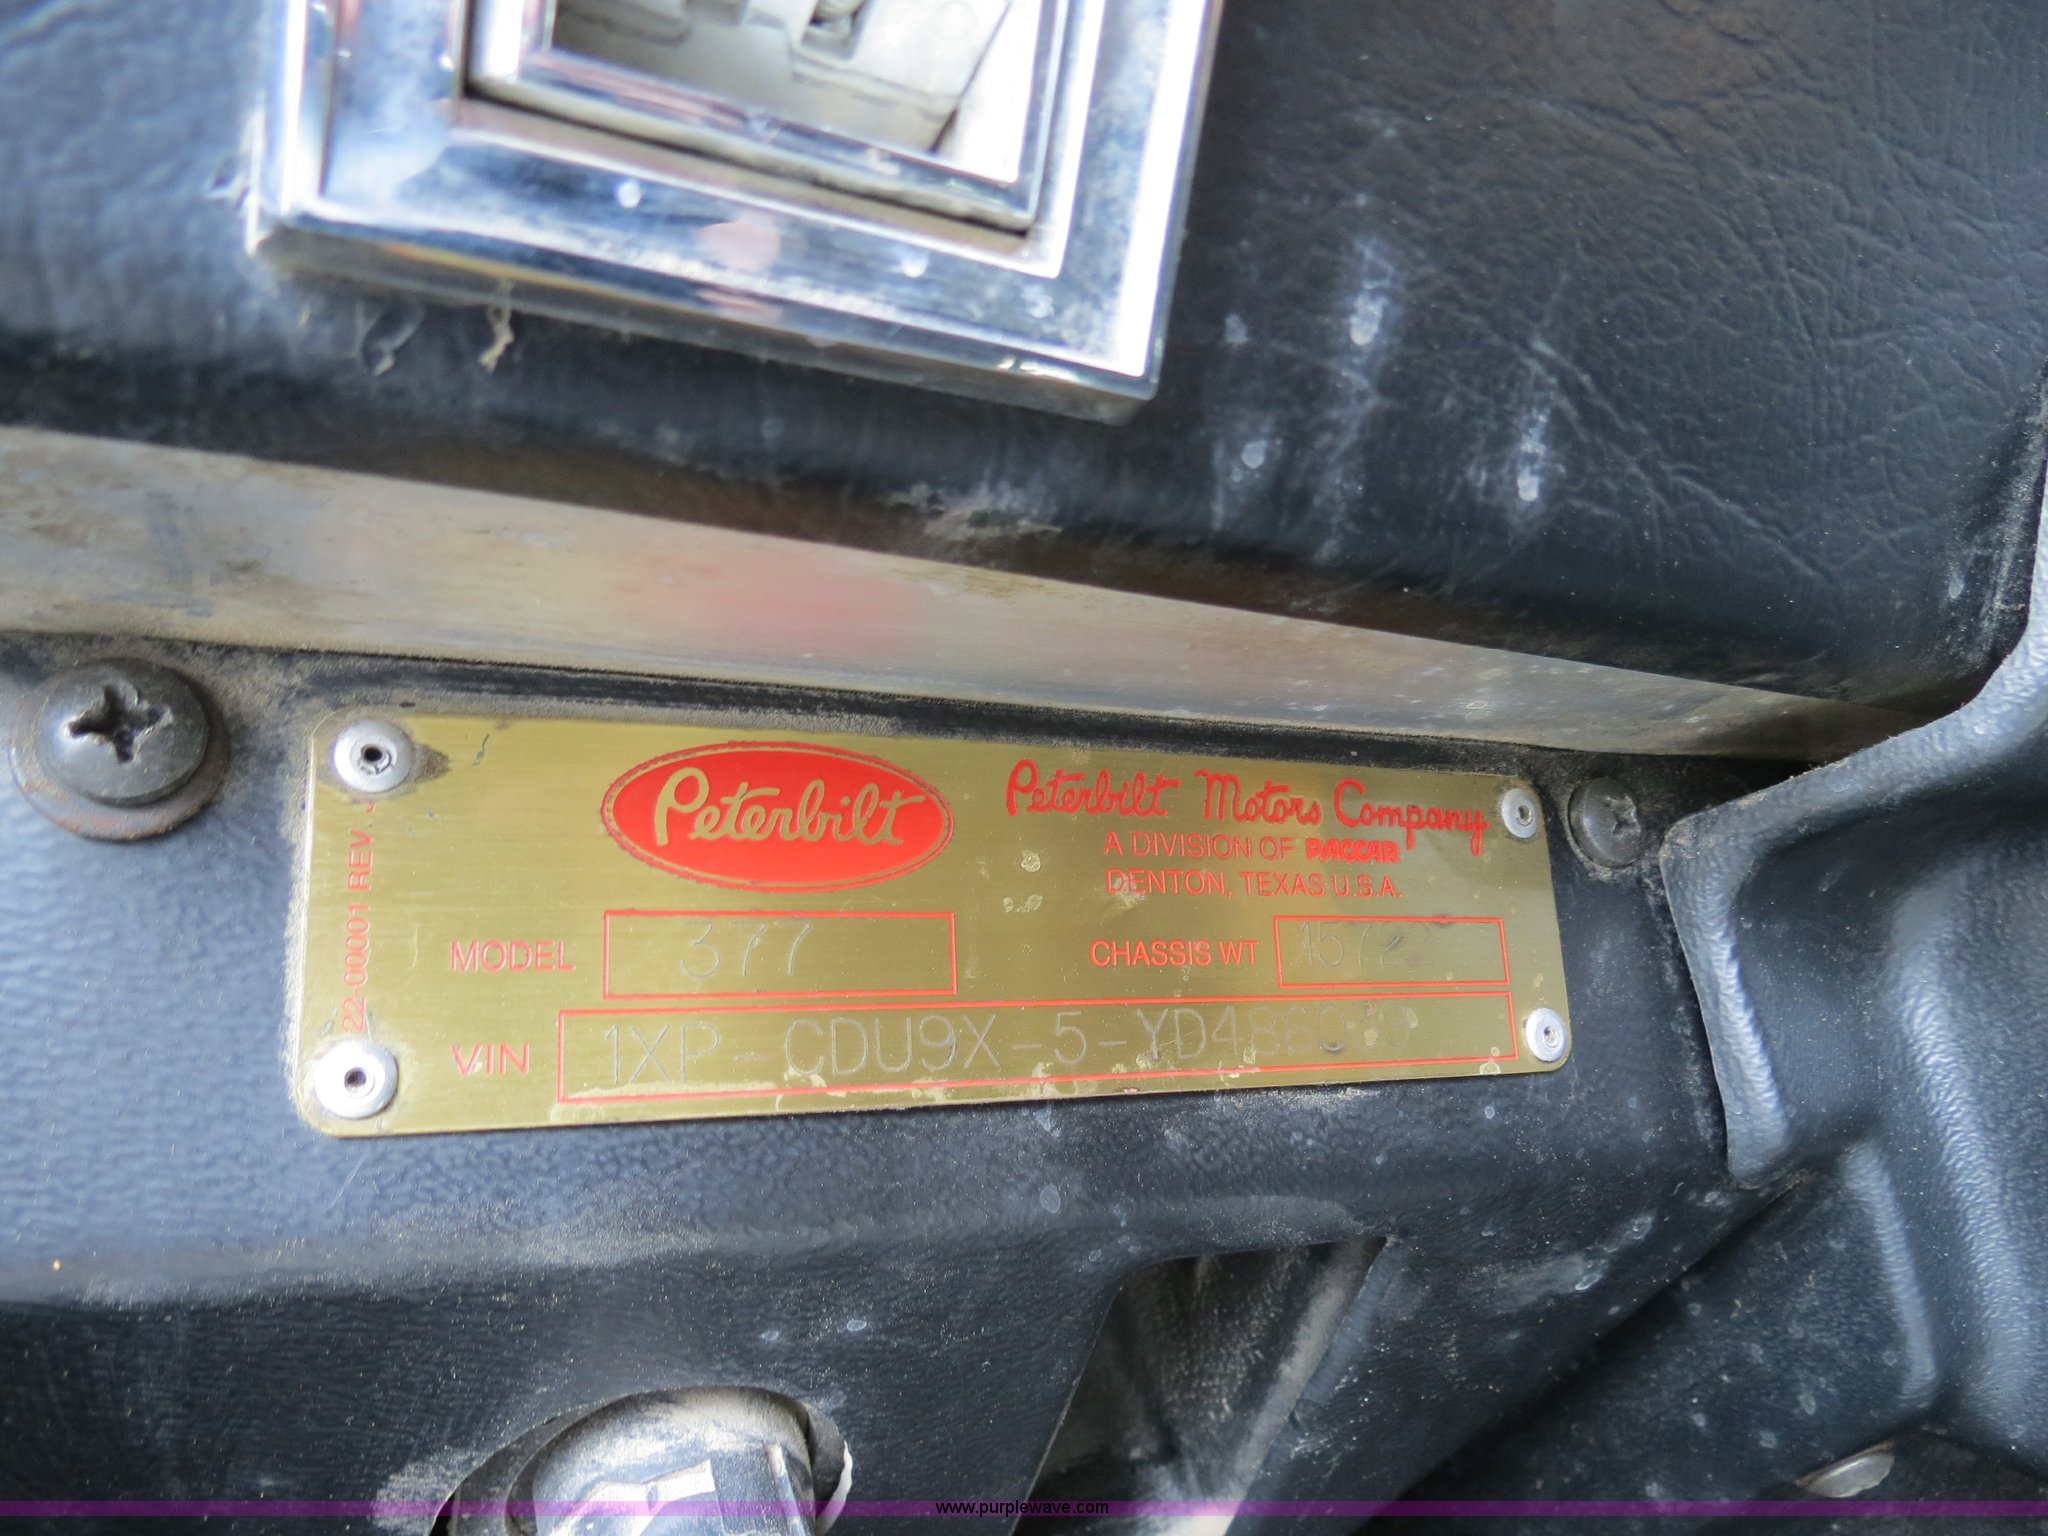 Peterbilt
Peterbilt Motors Company
A DIVISION OF PACCAR
DENTON, TEXAS U.S.A.
22-00001 REV
MODEL 377
CHASSIS WT
VIN
www.purplewave.com